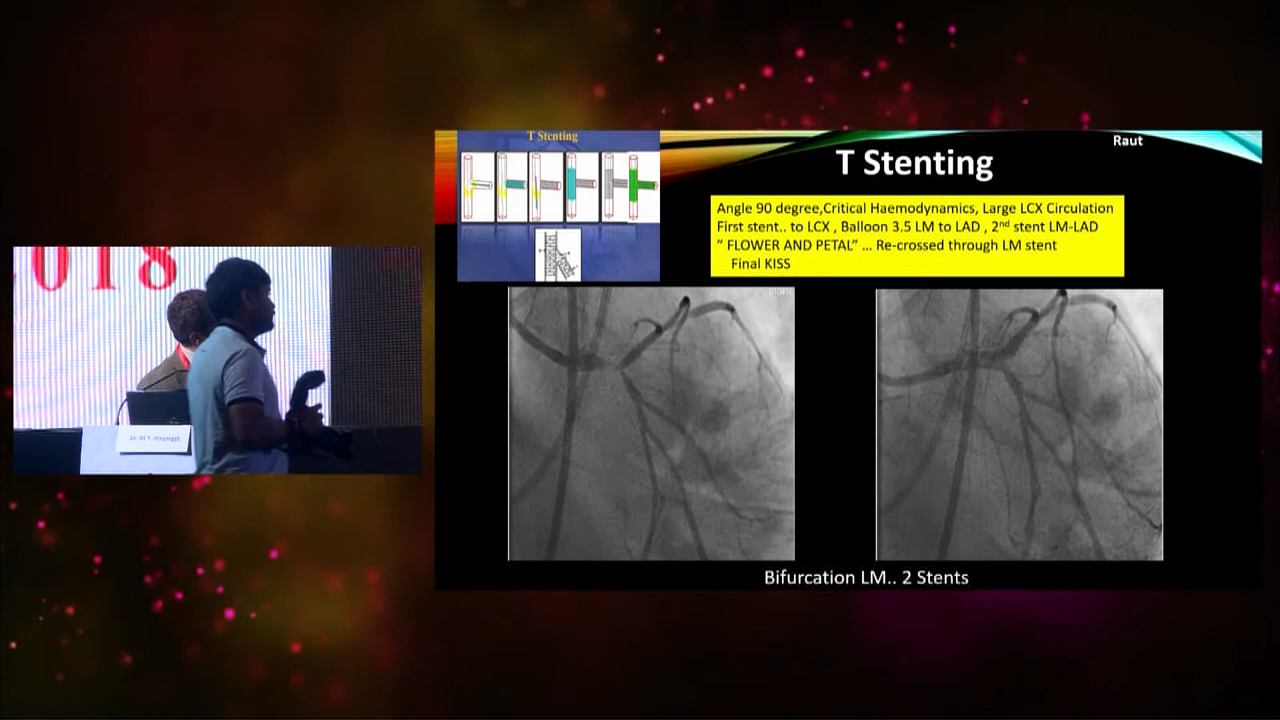 2018
Dr. M S. Hiremath
T Stenting
Raut
T Stenting
Angle 90 degree,Critical Haemodynamics, Large LCX Circulation
First stent.. to LCX , Balloon 3.5 LM to LAD , 2nd stent LM-LAD
“ FLOWER AND PETAL” ... Re-crossed through LM stent
Final KISS
Bifurcation LM.. 2 Stents